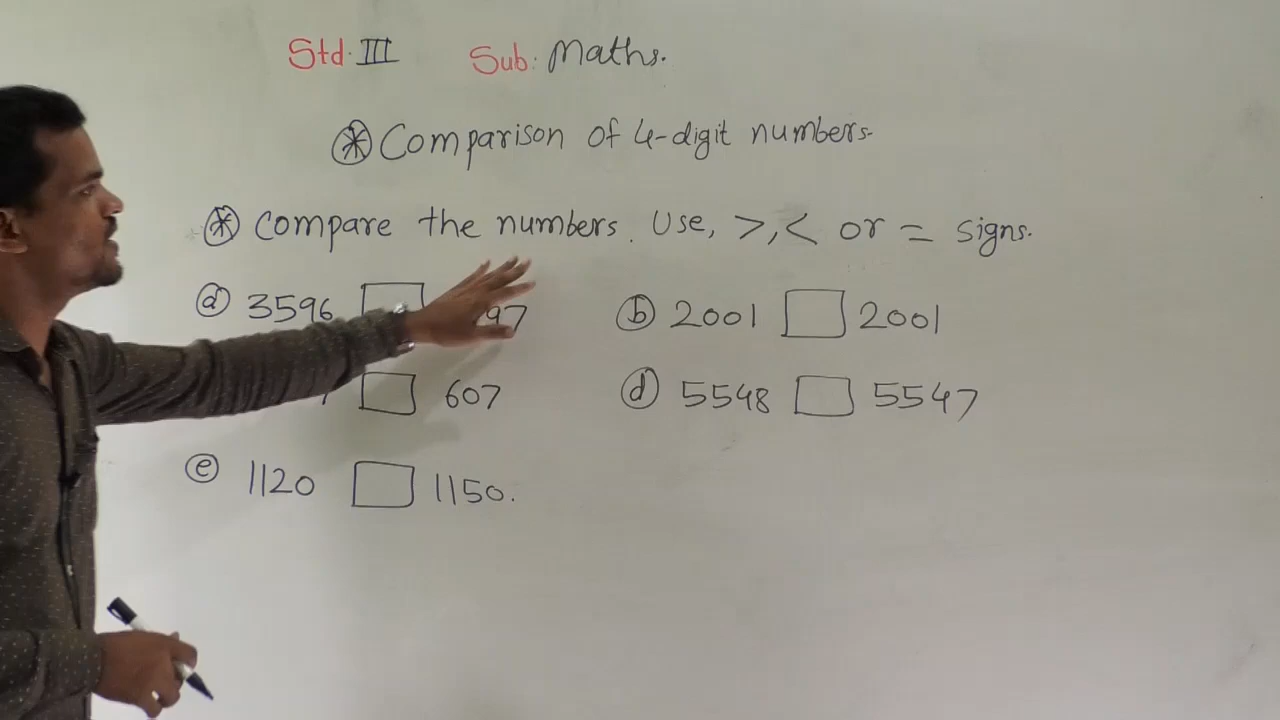 Std. III Sub: Maths.
* Comparison of 4-digit numbers.
* Compare the numbers. Use, >, < or = signs.
a 3596 b 2001 2001
607 d 5548 5547
e 1120 1150.